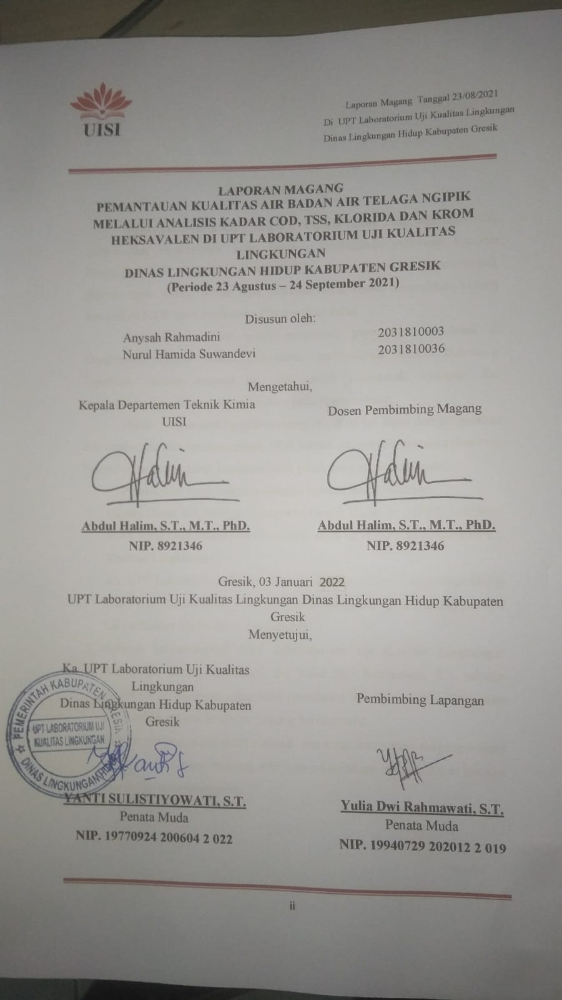 UISI
Laporan Magang Tanggal 23/08/2021
Di UPT Laboratorium Uji Kualitas Lingkungan
Dinas Lingkungan Hidup Kabupaten Gresik
LAPORAN MAGANG
PEMANTAUAN KUALITAS AIR BADAN AIR TELAGA NGIPIK
MELALUI ANALISIS KADAR COD, TSS, KLORIDA DAN KROM
HEKSAVALEN DI UPT LABORATORIUM UJI KUALITAS
LINGKUNGAN
DINAS LINGKUNGAN HIDUP KABUPATEN GRESIK
(Periode 23 Agustus – 24 September 2021)
Disusun oleh:
Anysah Rahmadini 2031810003
Nurul Hamida Suwandevi 2031810036
Mengetahui,
Kepala Departemen Teknik Kimia
UISI
Dosen Pembimbing Magang
Halim
Halim
Abdul Halim, S.T., M.T., PhD.
NIP. 8921346
Abdul Halim, S.T., M.T., PhD.
NIP. 8921346
Gresik, 03 Januari 2022
UPT Laboratorium Uji Kualitas Lingkungan Dinas Lingkungan Hidup Kabupaten
Gresik
Menyetujui,
Ka. UPT Laboratorium Uji Kualitas
Lingkungan
Dinas Lingkungan Hidup Kabupaten
Gresik
Pembimbing Lapangan
PEMERINTAH KABUPATEN GRESIK
UPT LABORATORIUM UJI
KUALITAS LINGKUNGAN
DINAS LINGKUNGAN HIDUP
YANTI SULISTIYOWATI, S.T.
Penata Muda
NIP. 19770924 200604 2 022
Yulia Dwi Rahmawati, S.T.
Penata Muda
NIP. 19940729 202012 2 019
ii